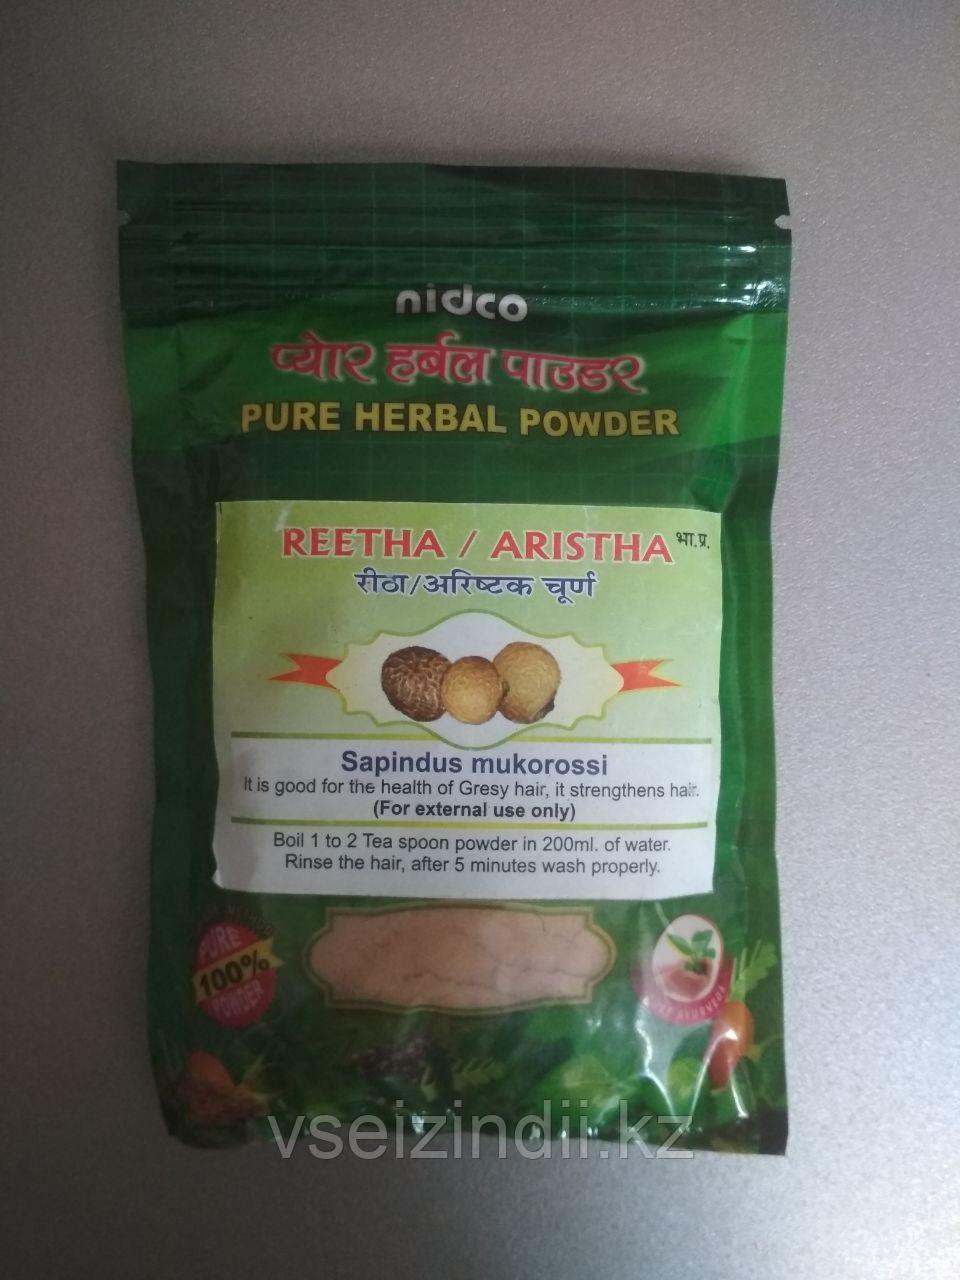 nidco
प्योर हर्बल पाउडर
PURE HERBAL POWDER
REETHA / ARISTHA भा.प्र.
रीठा/अरिष्टक चूर्ण
Sapindus mukorossi
It is good for the health of Gresy hair, it strengthens hair.
(For external use only)
Boil 1 to 2 Tea spoon powder in 200ml. of water.
Rinse the hair, after 5 minutes wash properly.
PURE
100%
POWDER
AYURVEDA
vseizindii.kz